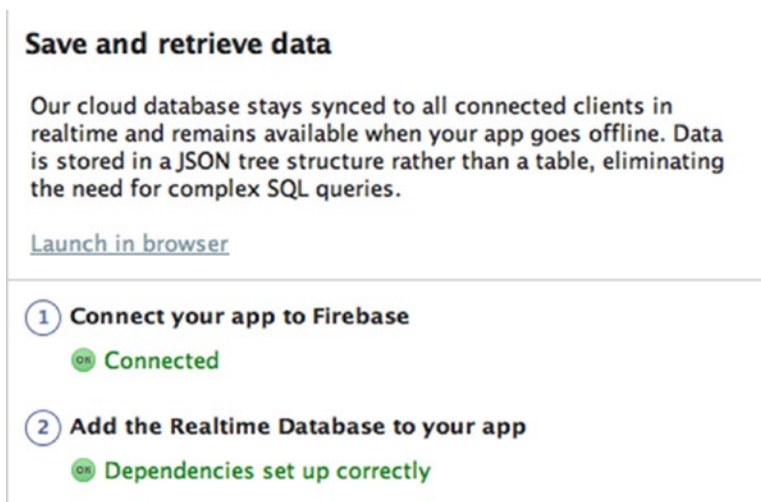 Save and retrieve data
Our cloud database stays synced to all connected clients in
realtime and remains available when your app goes offline. Data
is stored in a JSON tree structure rather than a table, eliminating
the need for complex SQL queries.
Launch in browser
1 Connect your app to Firebase
OK Connected
2 Add the Realtime Database to your app
OK Dependencies set up correctly